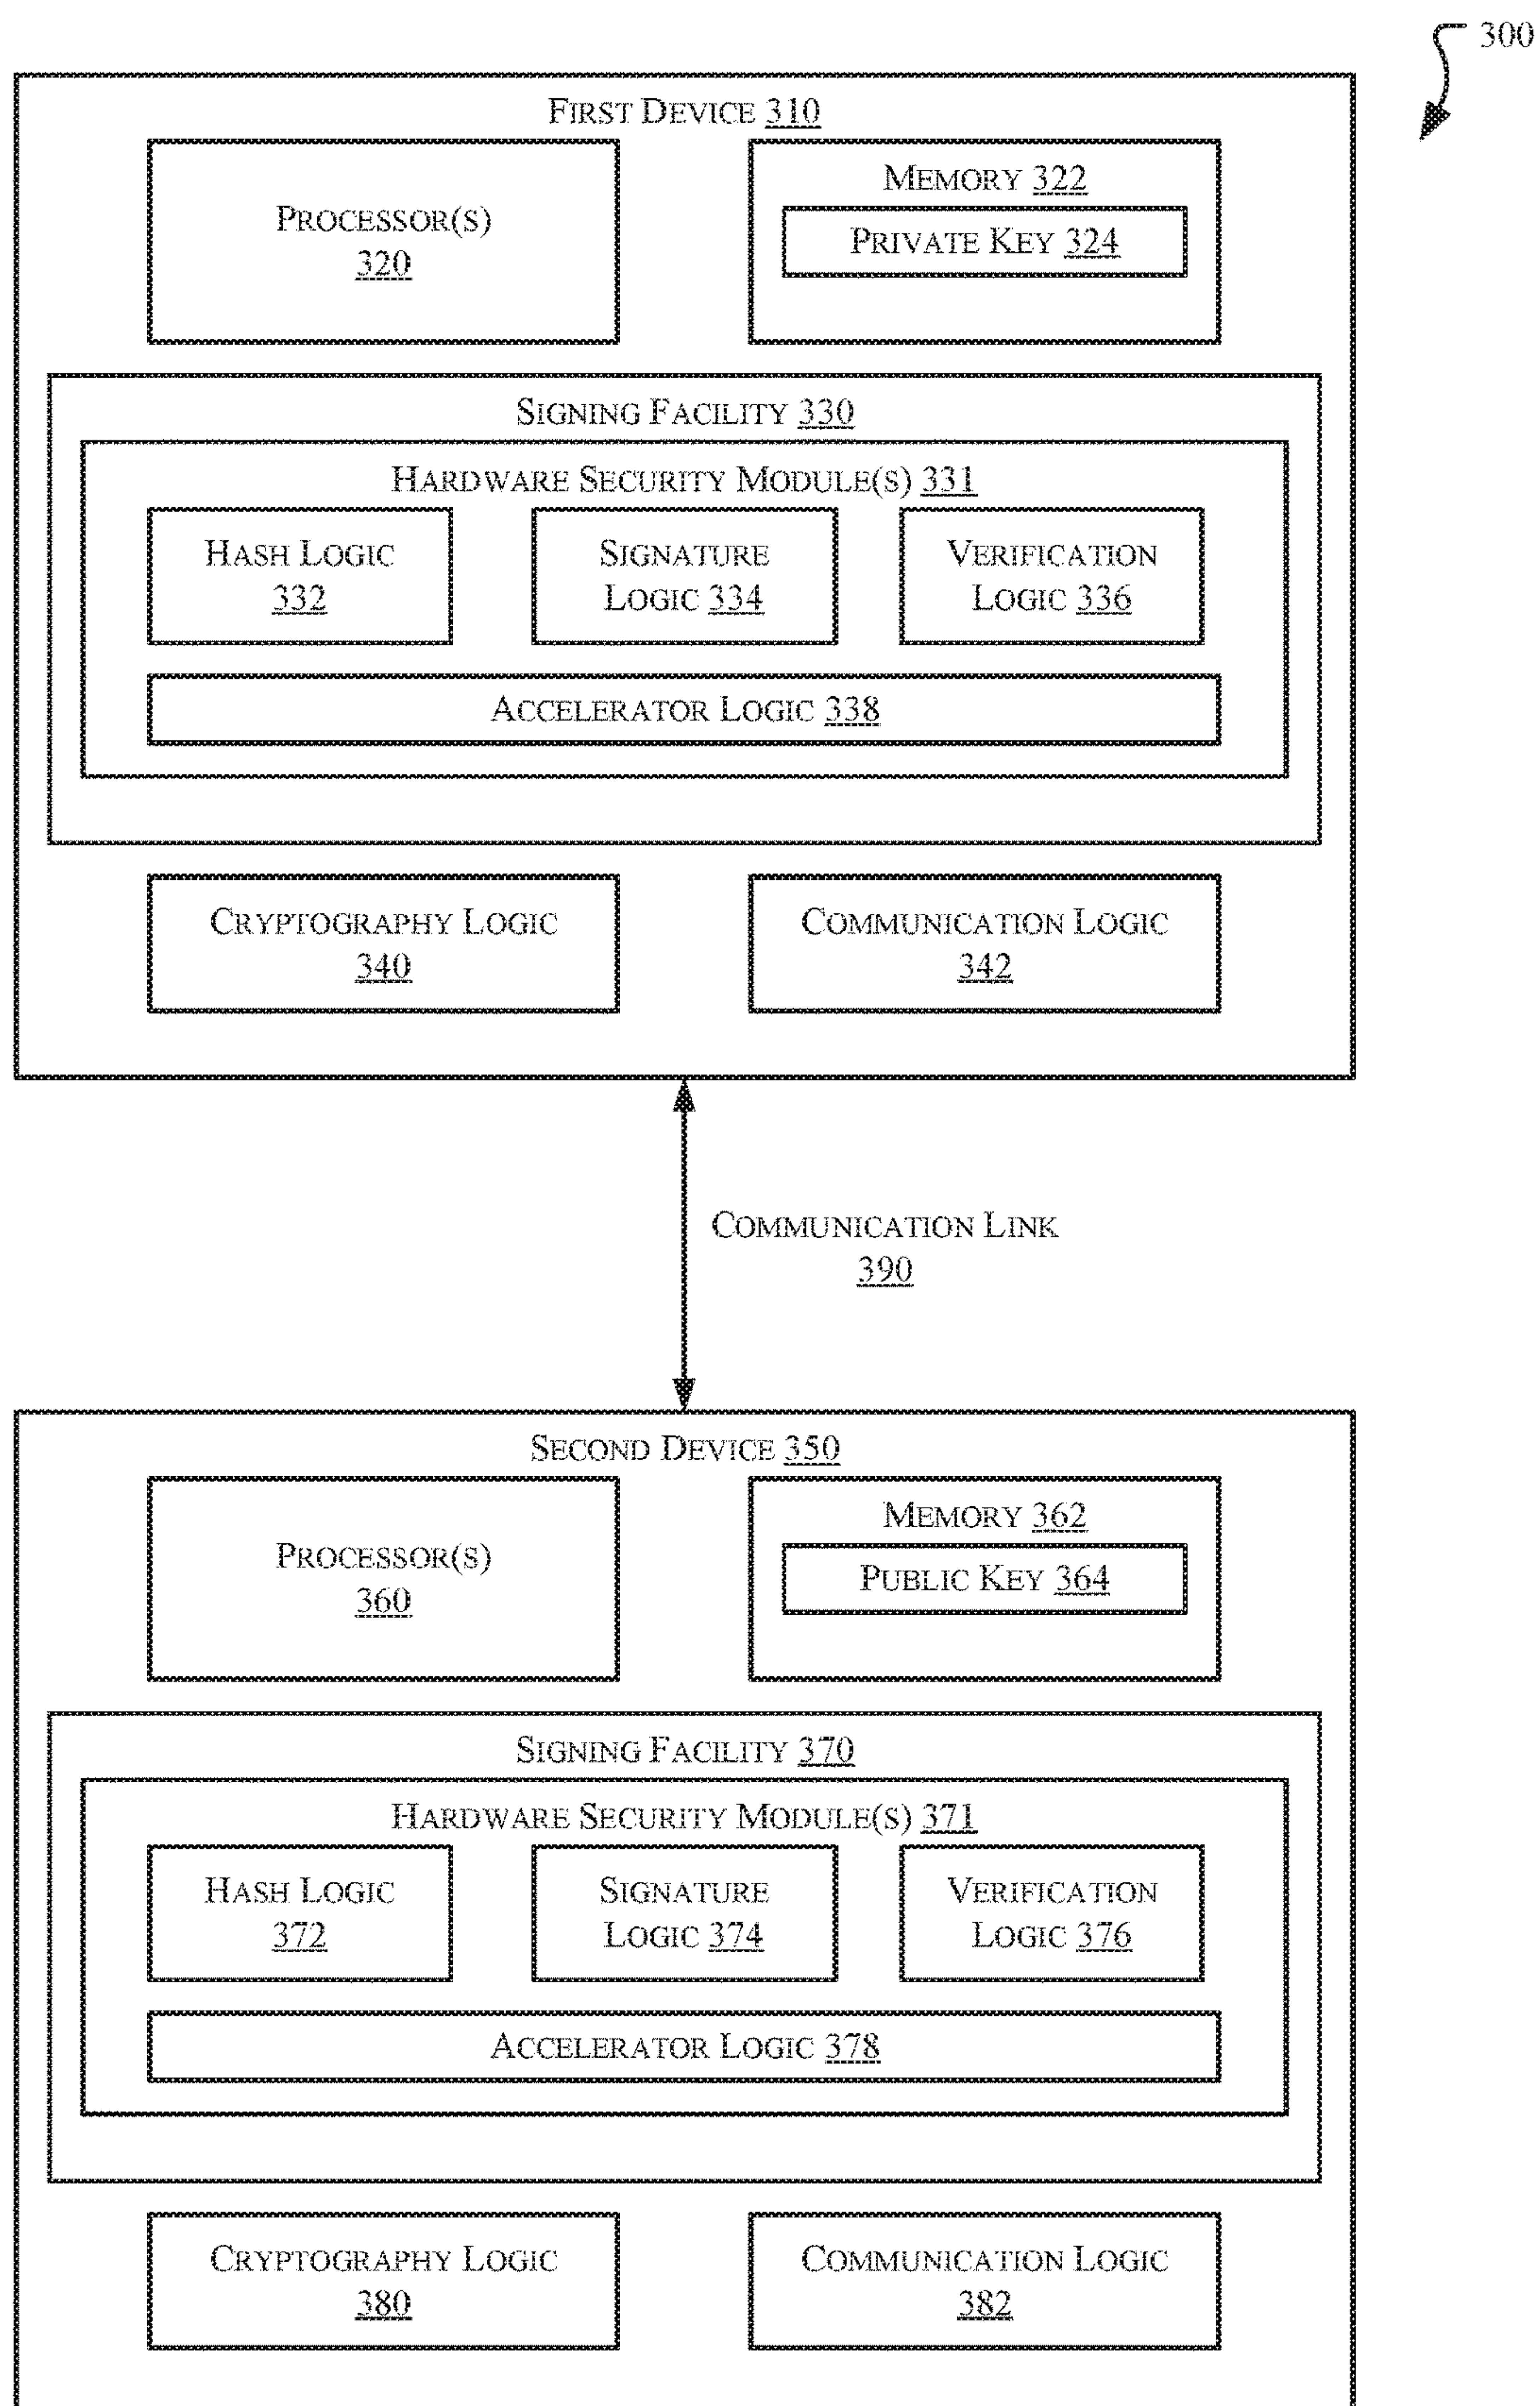 300
First Device 310
Processor(s)
320
Memory 322
Private Key 324
Signing Facility 330
Hardware Security Module(s) 331
Hash Logic
332
Signature
Logic 334
Verification
Logic 336
Accelerator Logic 338
Cryptography Logic
340
Communication Logic
342
Communication Link
390
Second Device 350
Processor(s)
360
Memory 362
Public Key 364
Signing Facility 370
Hardware Security Module(s) 371
Hash Logic
372
Signature
Logic 374
Verification
Logic 376
Accelerator Logic 378
Cryptography Logic
380
Communication Logic
382